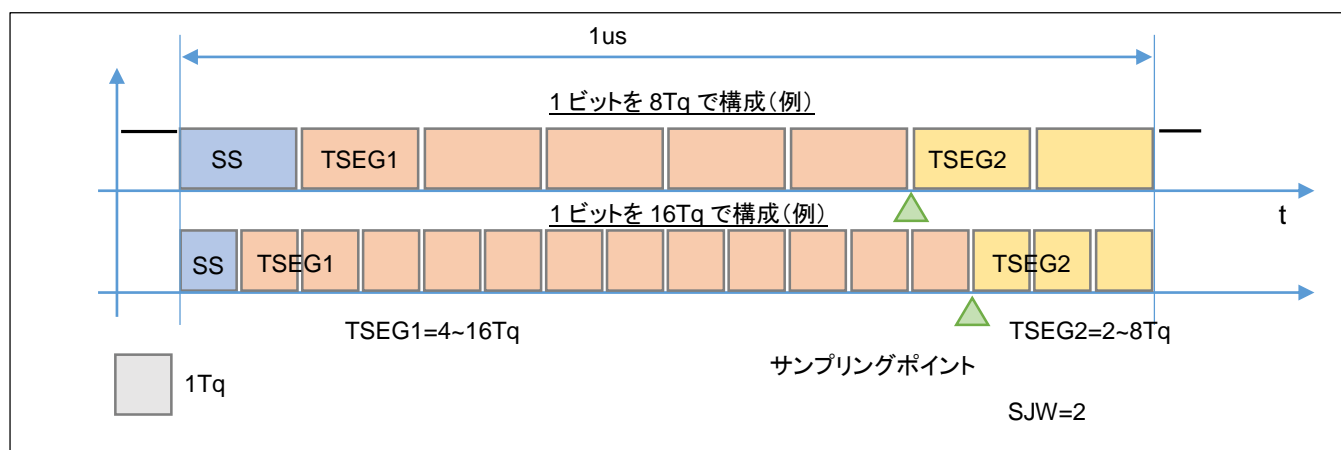 1us
1 ビットを 8Tq で構成（例）
SS TSEG1 TSEG2
1 ビットを 16Tq で構成（例）
t
SS TSEG1 TSEG2
TSEG1=4~16Tq TSEG2=2~8Tq
サンプリングポイント
1Tq
SJW=2